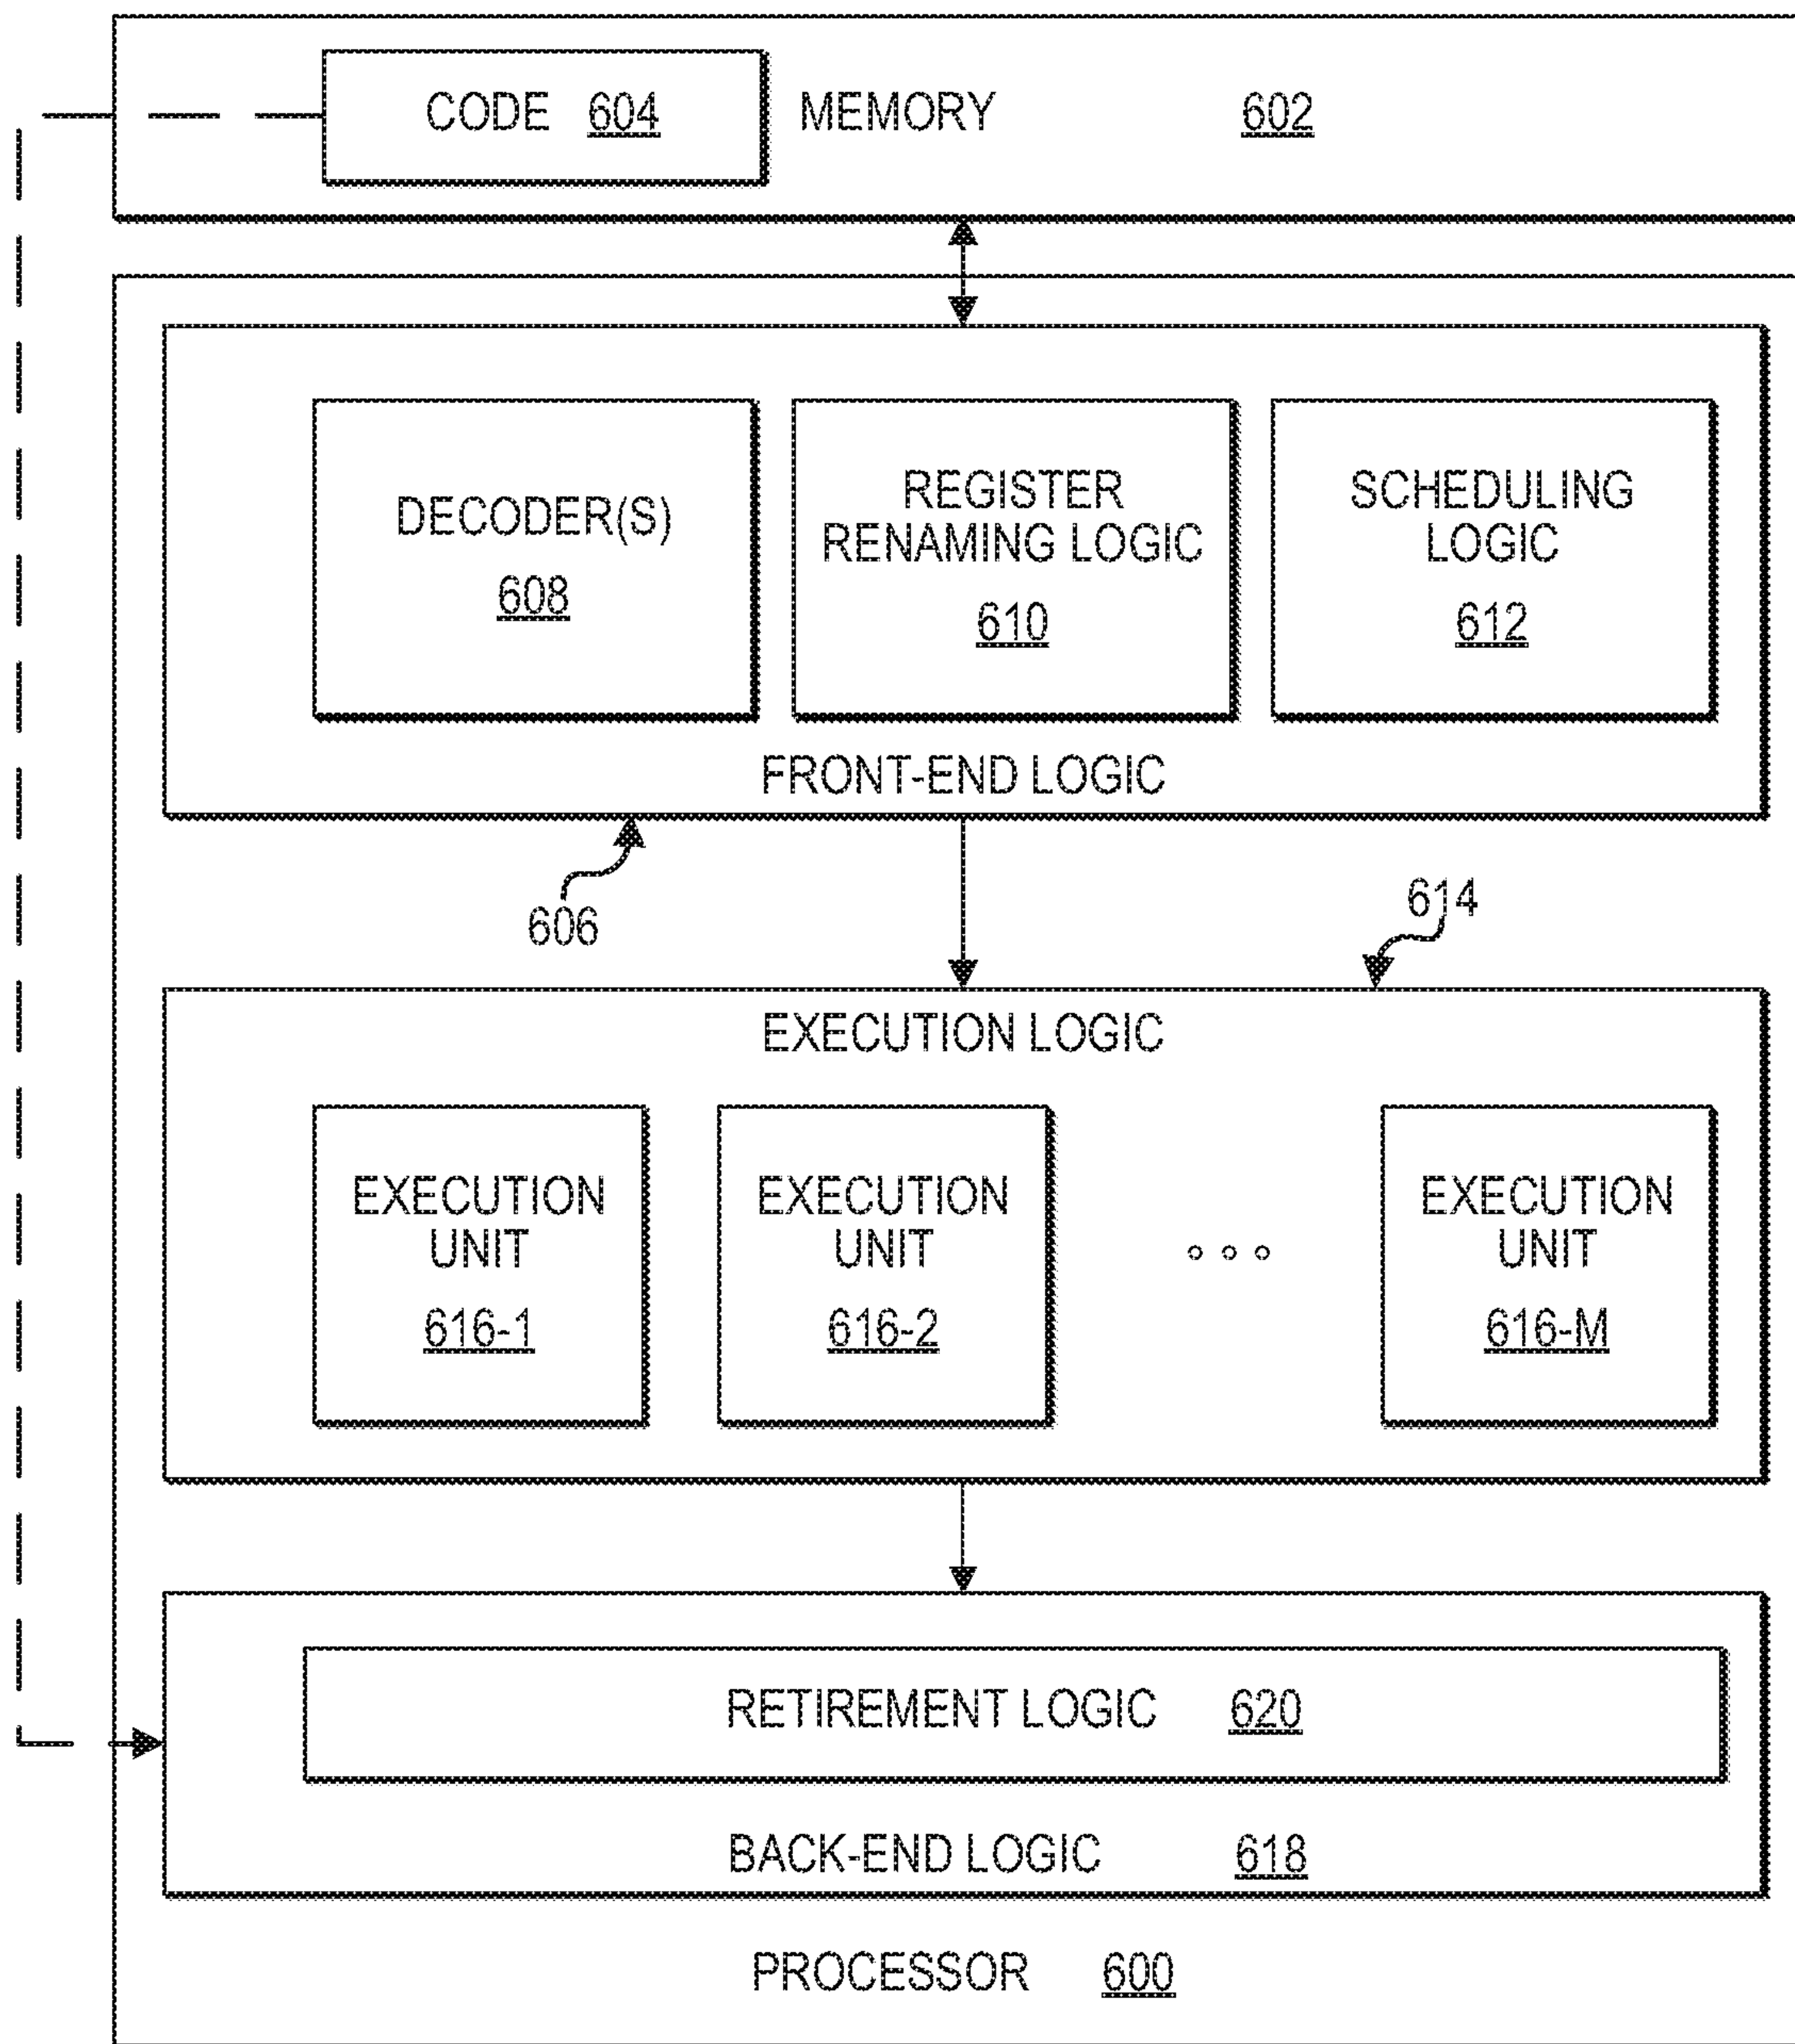 CODE 604 MEMORY 602
DECODER(S)
608
REGISTER
RENAMING LOGIC
610
SCHEDULING
LOGIC
612
FRONT-END LOGIC
606
614
EXECUTION LOGIC
EXECUTION
UNIT
616-1
EXECUTION
UNIT
616-2
EXECUTION
UNIT
616-M
RETIREMENT LOGIC 620
BACK-END LOGIC 618
PROCESSOR 600